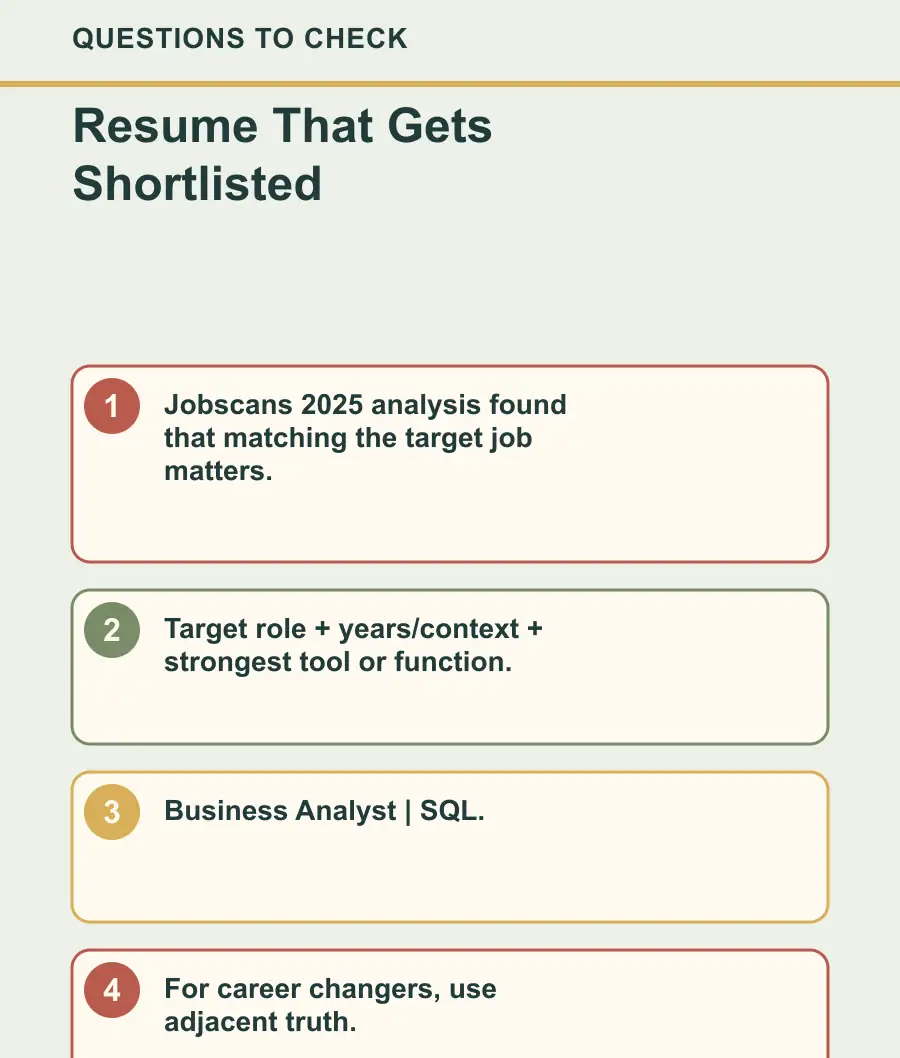 QUESTIONS TO CHECK
Resume That Gets
Shortlisted
1
Jobscans 2025 analysis found
that matching the target job
matters.
2
Target role + years/context +
strongest tool or function.
3
Business Analyst | SQL.
4
For career changers, use
adjacent truth.